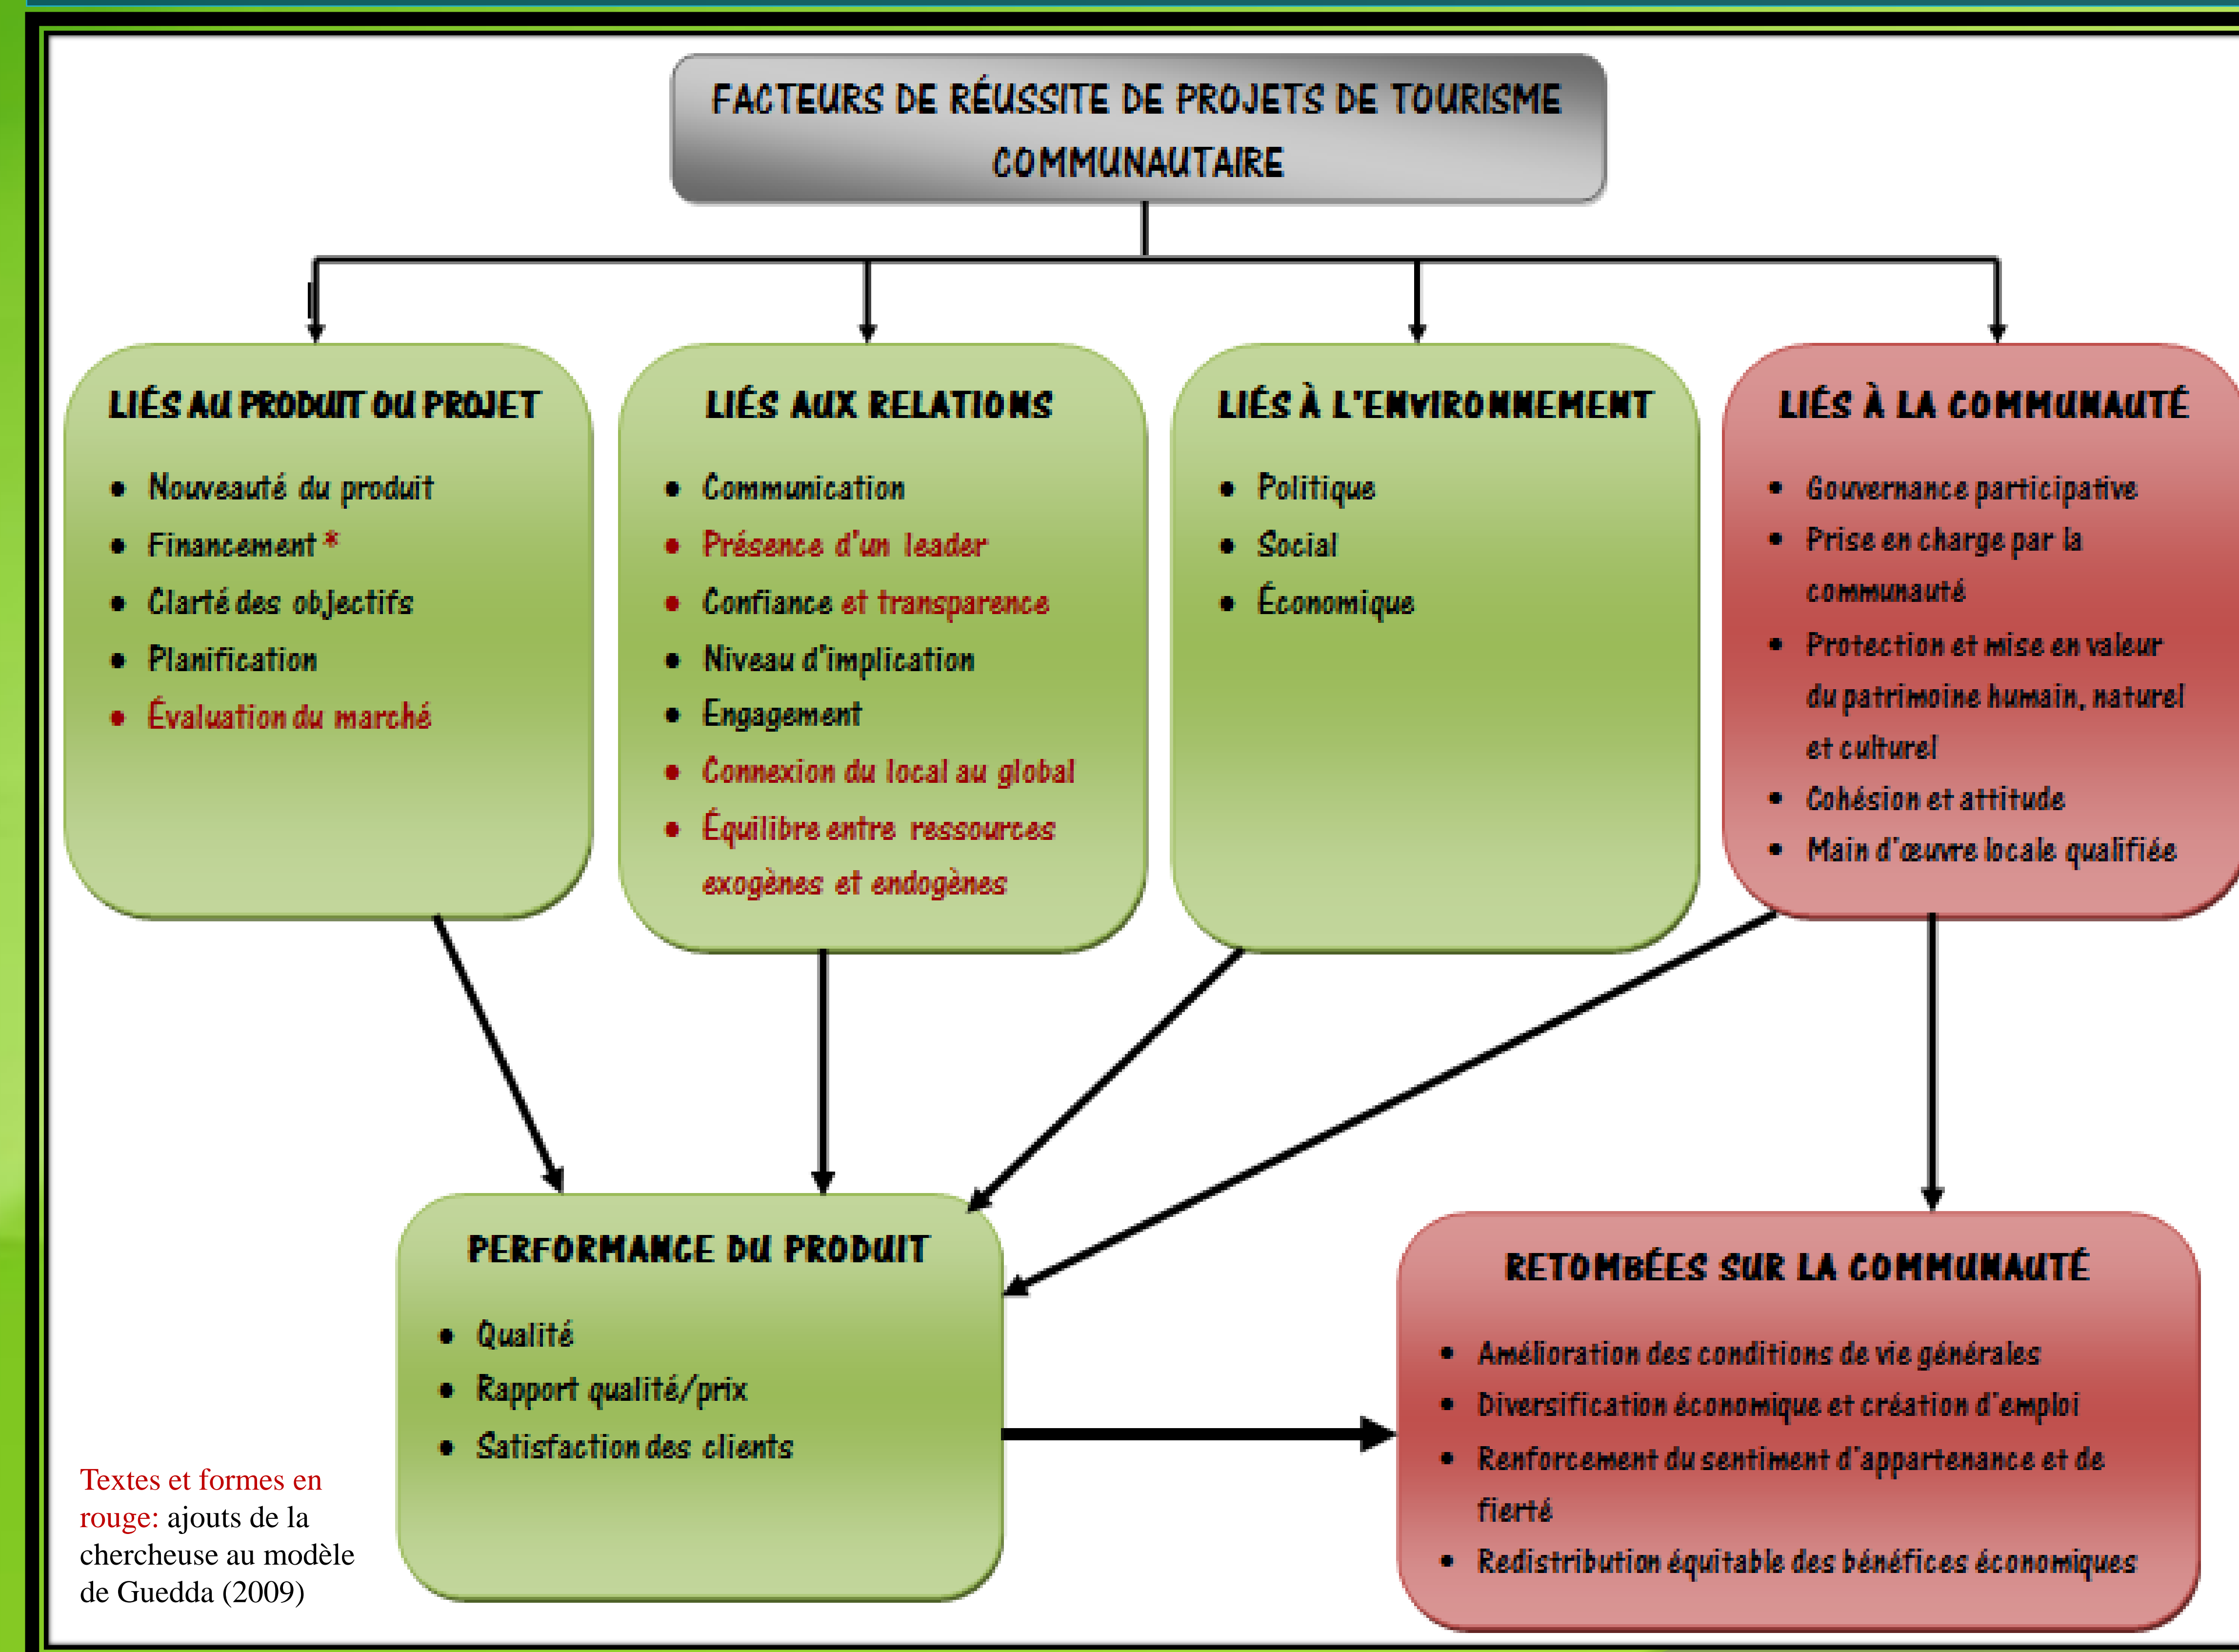 FACTEURS DE RÉUSSITE DE PROJETS DE TOURISME
COMMUNAUTAIRE
LIÉS AU PRODUIT OU PROJET
• Nouveauté du produit
• Financement *
• Clarté des objectifs
• Planification
• Évaluation du marché
LIÉS AUX RELATIONS
• Communication
• Présence d'un leader
• Confiance et transparence
• Niveau d'implication
• Engagement
• Connexion du local au global
• Équilibre entre ressources
exogènes et endogènes
LIÉS À L'ENVIRONNEMENT
• Politique
• Social
• Économique
LIÉS À LA COMMUNAUTÉ
• Gouvernance participative
• Prise en charge par la
communauté
• Protection et mise en valeur
du patrimoine humain, naturel
et culturel
• Cohésion et attitude
• Main d'œuvre locale qualifiée
PERFORMANCE DU PRODUIT
• Qualité
• Rapport qualité/prix
• Satisfaction des clients
RETOMBÉES SUR LA COMMUNAUTÉ
• Amélioration des conditions de vie générales
• Diversification économique et création d'emploi
• Renforcement du sentiment d'appartenance et de
fierté
• Redistribution équitable des bénéfices économiques
Textes et formes en
rouge: ajouts de la
chercheuse au modèle
de Guedda (2009)